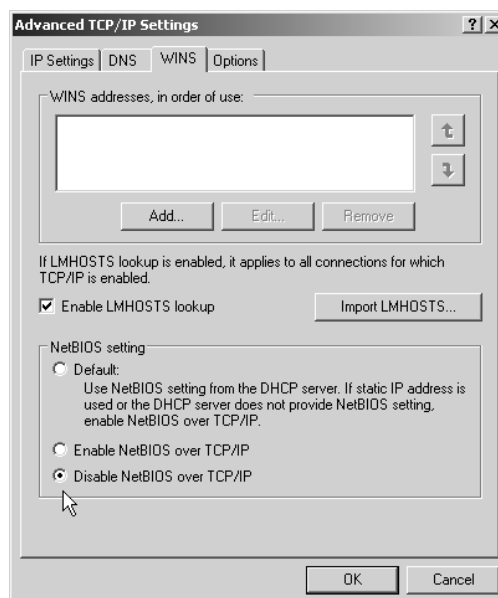 Advanced TCP/IP Settings
IP Settings DNS WINS Options
WINS addresses, in order of use:
Add... Edit... Remove
If LMHOSTS lookup is enabled, it applies to all connections for which
TCP/IP is enabled.
Enable LMHOSTS lookup Import LMHOSTS...
NetBIOS setting
Default:
Use NetBIOS setting from the DHCP server. If static IP address is
used or the DHCP server does not provide NetBIOS setting,
enable NetBIOS over TCP/IP.
Enable NetBIOS over TCP/IP
Disable NetBIOS over TCP/IP
OK Cancel